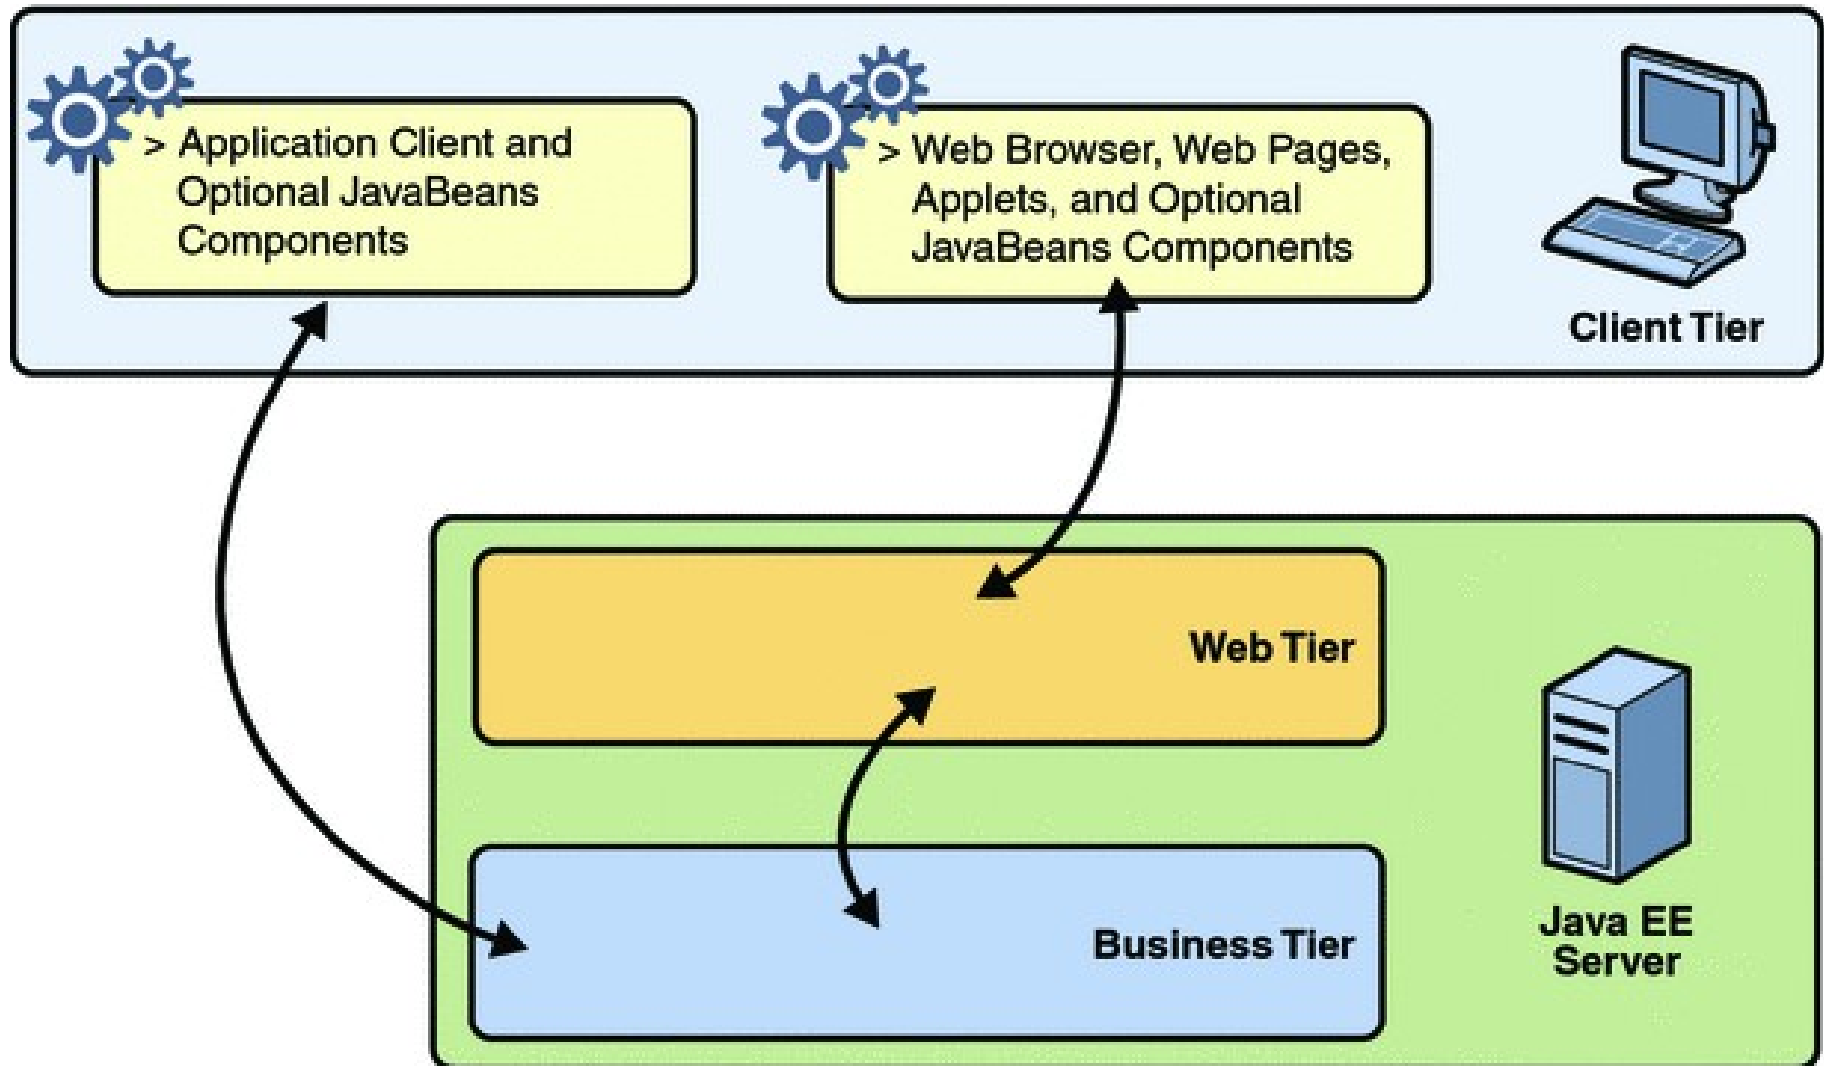 > Application Client and
Optional JavaBeans
Components
> Web Browser, Web Pages,
Applets, and Optional
JavaBeans Components
Client Tier
Web Tier
Business Tier
Java EE
Server